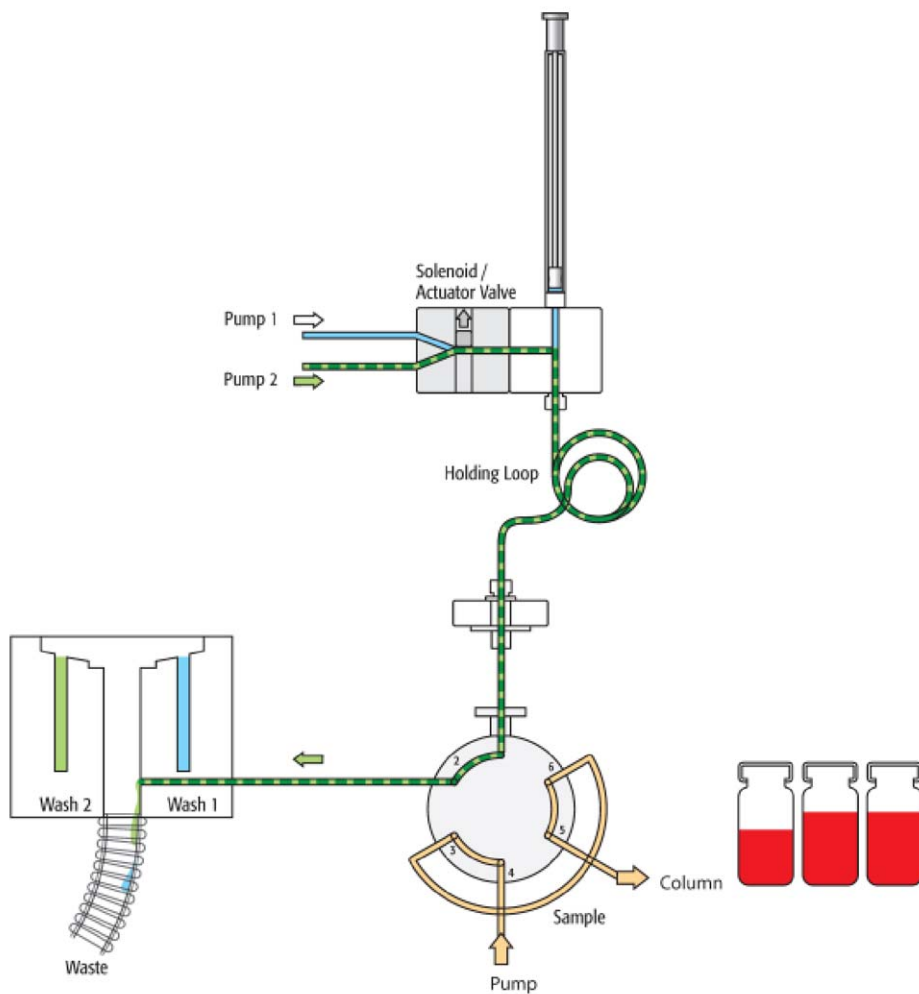 Solenoid /
Actuator Valve
Pump 1
Pump 2
Holding Loop
2
6
Wash 2
Wash 1
3
5
4
Column
Sample
Waste
Pump